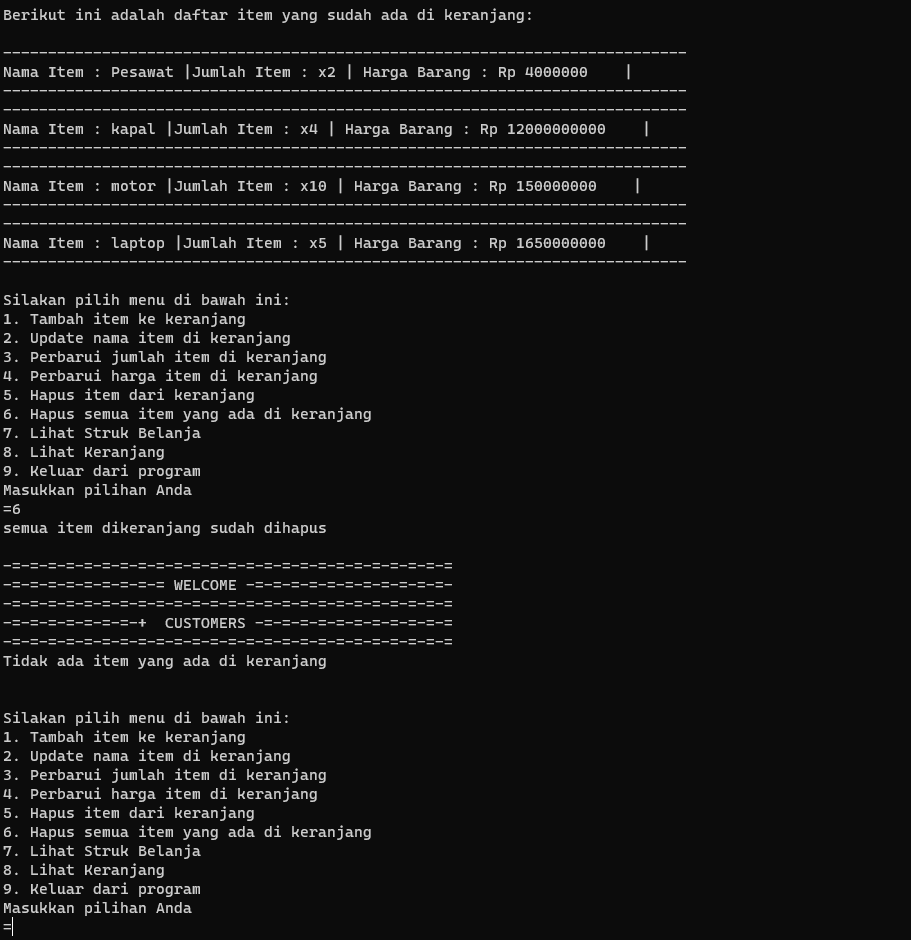 Berikut ini adalah daftar item yang sudah ada di keranjang:
----------------------------------------------------------------------------
Nama Item : Pesawat |Jumlah Item : x2 | Harga Barang : Rp 4000000    |
----------------------------------------------------------------------------
----------------------------------------------------------------------------
Nama Item : kapal |Jumlah Item : x4 | Harga Barang : Rp 12000000000    |
----------------------------------------------------------------------------
----------------------------------------------------------------------------
Nama Item : motor |Jumlah Item : x10 | Harga Barang : Rp 150000000    |
----------------------------------------------------------------------------
----------------------------------------------------------------------------
Nama Item : laptop |Jumlah Item : x5 | Harga Barang : Rp 1650000000    |
----------------------------------------------------------------------------
Silakan pilih menu di bawah ini:
1. Tambah item ke keranjang
2. Update nama item di keranjang
3. Perbarui jumlah item di keranjang
4. Perbarui harga item di keranjang
5. Hapus item dari keranjang
6. Hapus semua item yang ada di keranjang
7. Lihat Struk Belanja
8. Lihat Keranjang
9. Keluar dari program
Masukkan pilihan Anda
=6
semua item dikeranjang sudah dihapus
-=-=-=-=-=-=-=-=-=-=-=-=-=-=-=-=-=-=-=-=-=-=-=-=-=
-=-=-=-=-=-=-=-=-= WELCOME -=-=-=-=-=-=-=-=-=-=-=-
-=-=-=-=-=-=-=-=-=-=-=-=-=-=-=-=-=-=-=-=-=-=-=-=-=
-=-=-=-=-=-=-=-+  CUSTOMERS -=-=-=-=-=-=-=-=-=-=-=
-=-=-=-=-=-=-=-=-=-=-=-=-=-=-=-=-=-=-=-=-=-=-=-=-=
Tidak ada item yang ada di keranjang
Silakan pilih menu di bawah ini:
1. Tambah item ke keranjang
2. Update nama item di keranjang
3. Perbarui jumlah item di keranjang
4. Perbarui harga item di keranjang
5. Hapus item dari keranjang
6. Hapus semua item yang ada di keranjang
7. Lihat Struk Belanja
8. Lihat Keranjang
9. Keluar dari program
Masukkan pilihan Anda
=